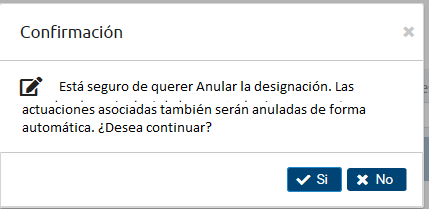 Confirmación
Está seguro de querer Anular la designación. Las
actuaciones asociadas también serán anuladas de forma
automática. ¿Desea continuar?
Si
No